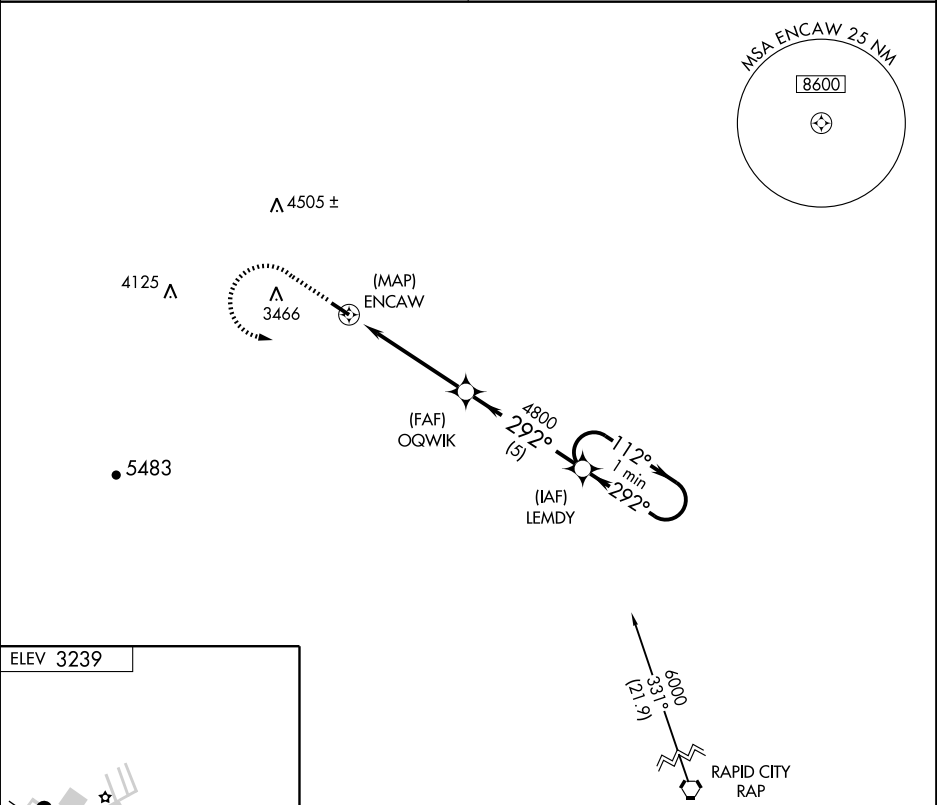 MSA ENCAW 25 NM
8600
4505 ±
4125
3466
(MAP)
ENCAW
(FAF)
OQWIK
4800
292°
(5)
112°
1 min
292°
(IAF)
LEMDY
5483
ELEV 3239
6000
331°
(21.9)
RAPID CITY
RAP